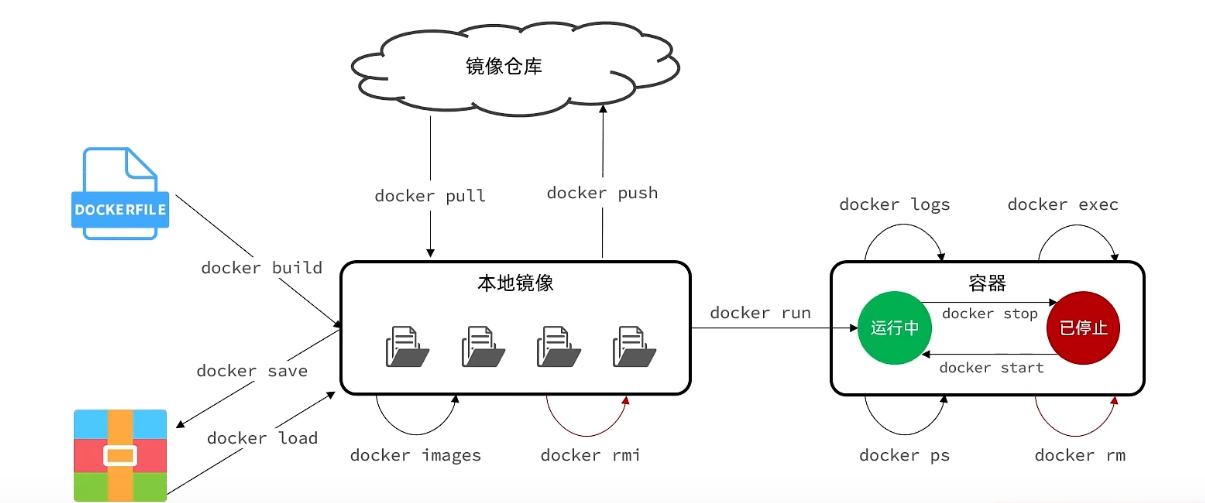 镜像仓库
docker pull
docker push
DOCKERFILE
docker logs
docker exec
docker build
本地镜像
容器
docker run
运行中
docker stop
已停止
docker start
docker save
docker load
docker images
docker rmi
docker ps
docker rm